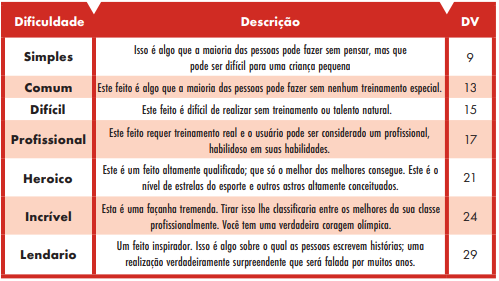 Dificuldade Descrição DV
Simples Isso é algo que a maioria das pessoas pode fazer sem pensar, mas que 9
pode ser difícil para uma criança pequena
Comum Este feito é algo que a maioria das pessoas pode fazer sem nenhum treinamento especial. 13
Difícil Este feito é difícil de realizar sem treinamento ou talento natural. 15
Profissional Este feito requer treinamento real e o usuário pode ser considerado um profissional, 17
habilidoso em suas habilidades.
Heroico Este é um feito altamente qualificado; que só o melhor dos melhores consegue. Este é o 21
nível de estrelas do esporte e outros astros altamente conceituados.
Incrível Esta é uma façanha tremenda. Tirar isso lhe classificaria entre os melhores da sua classe 24
profissionalmente. Você tem uma verdadeira coragem olímpica.
Lendario Um feito inspirador. Isso é algo sobre o qual as pessoas escrevem histórias; uma 29
realização verdadeiramente surpreendente que será falada por muitos anos.